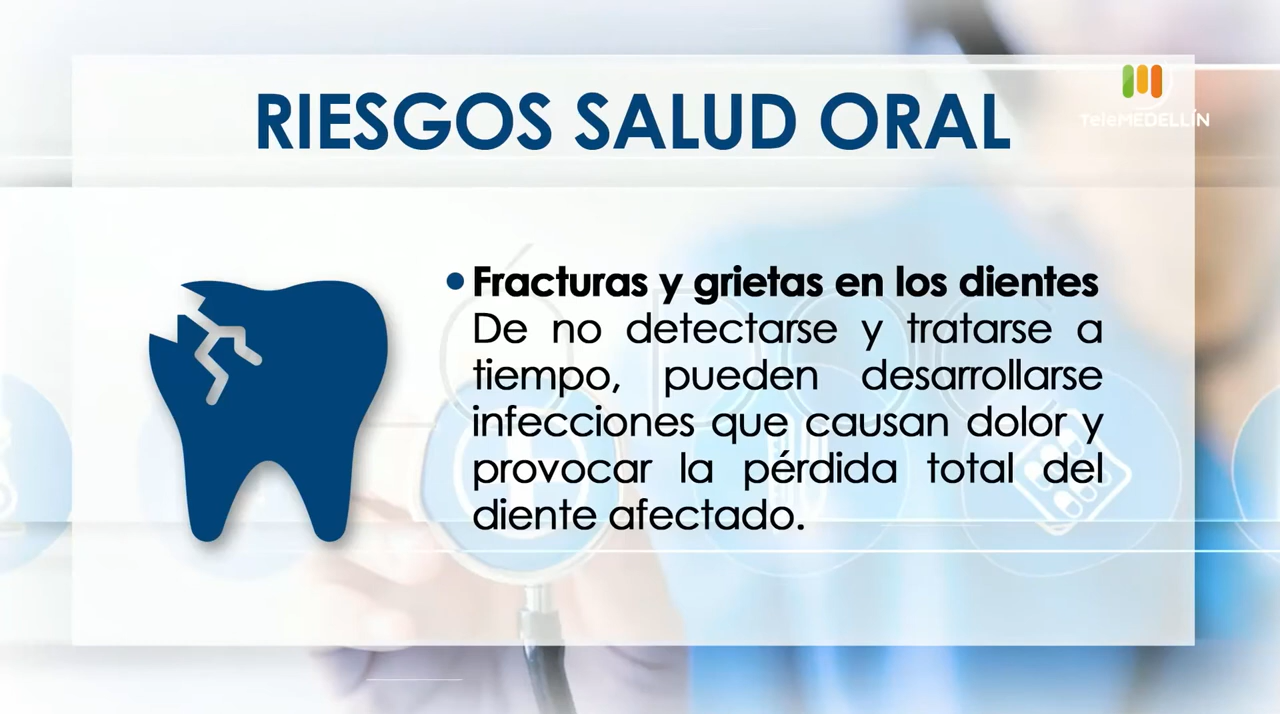 RIESGOS SALUD ORAL
TeleMEDELLÍN
• Fracturas y grietas en los dientes
De no detectarse y tratarse a
tiempo, pueden desarrollarse
infecciones que causan dolor y
provocar la pérdida total del
diente afectado.